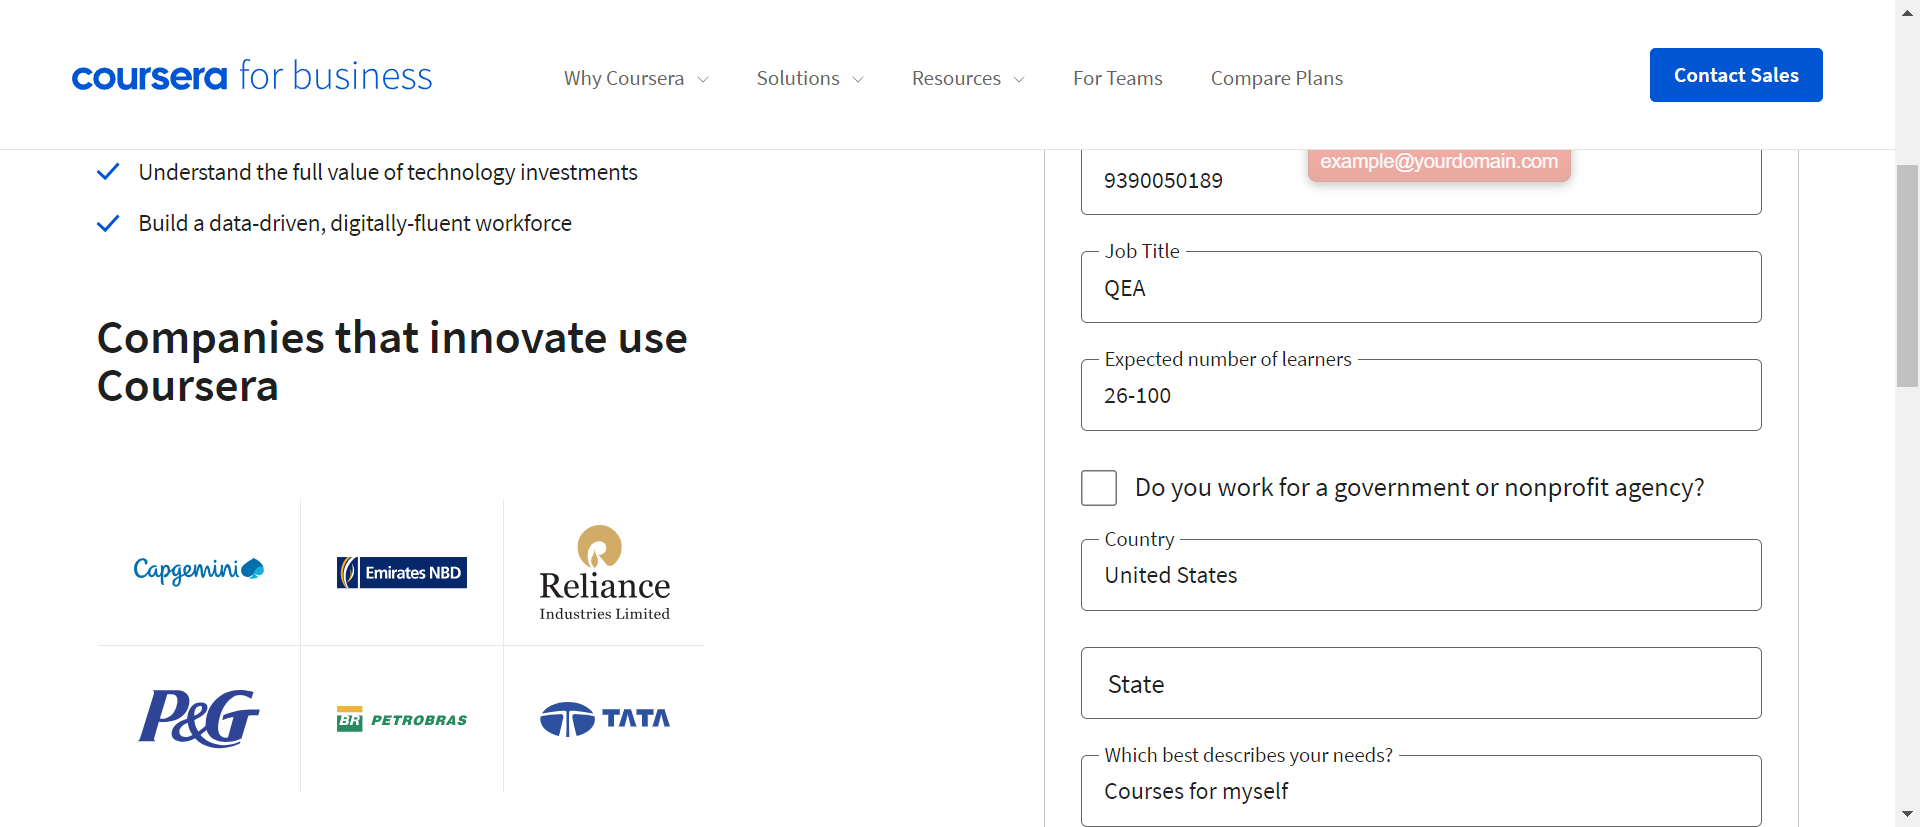 coursera for business
Why Coursera
Solutions
Resources
For Teams
Compare Plans
Contact Sales
Understand the full value of technology investments
Build a data-driven, digitally-fluent workforce
Companies that innovate use
Coursera
Capgemini
Emirates NBD
Reliance
Industries Limited
P&G
BR PETROBRAS
TATA
example@yourdomain.com
9390050189
Job Title
QEA
Expected number of learners
26-100
Do you work for a government or nonprofit agency?
Country
United States
State
Which best describes your needs?
Courses for myself